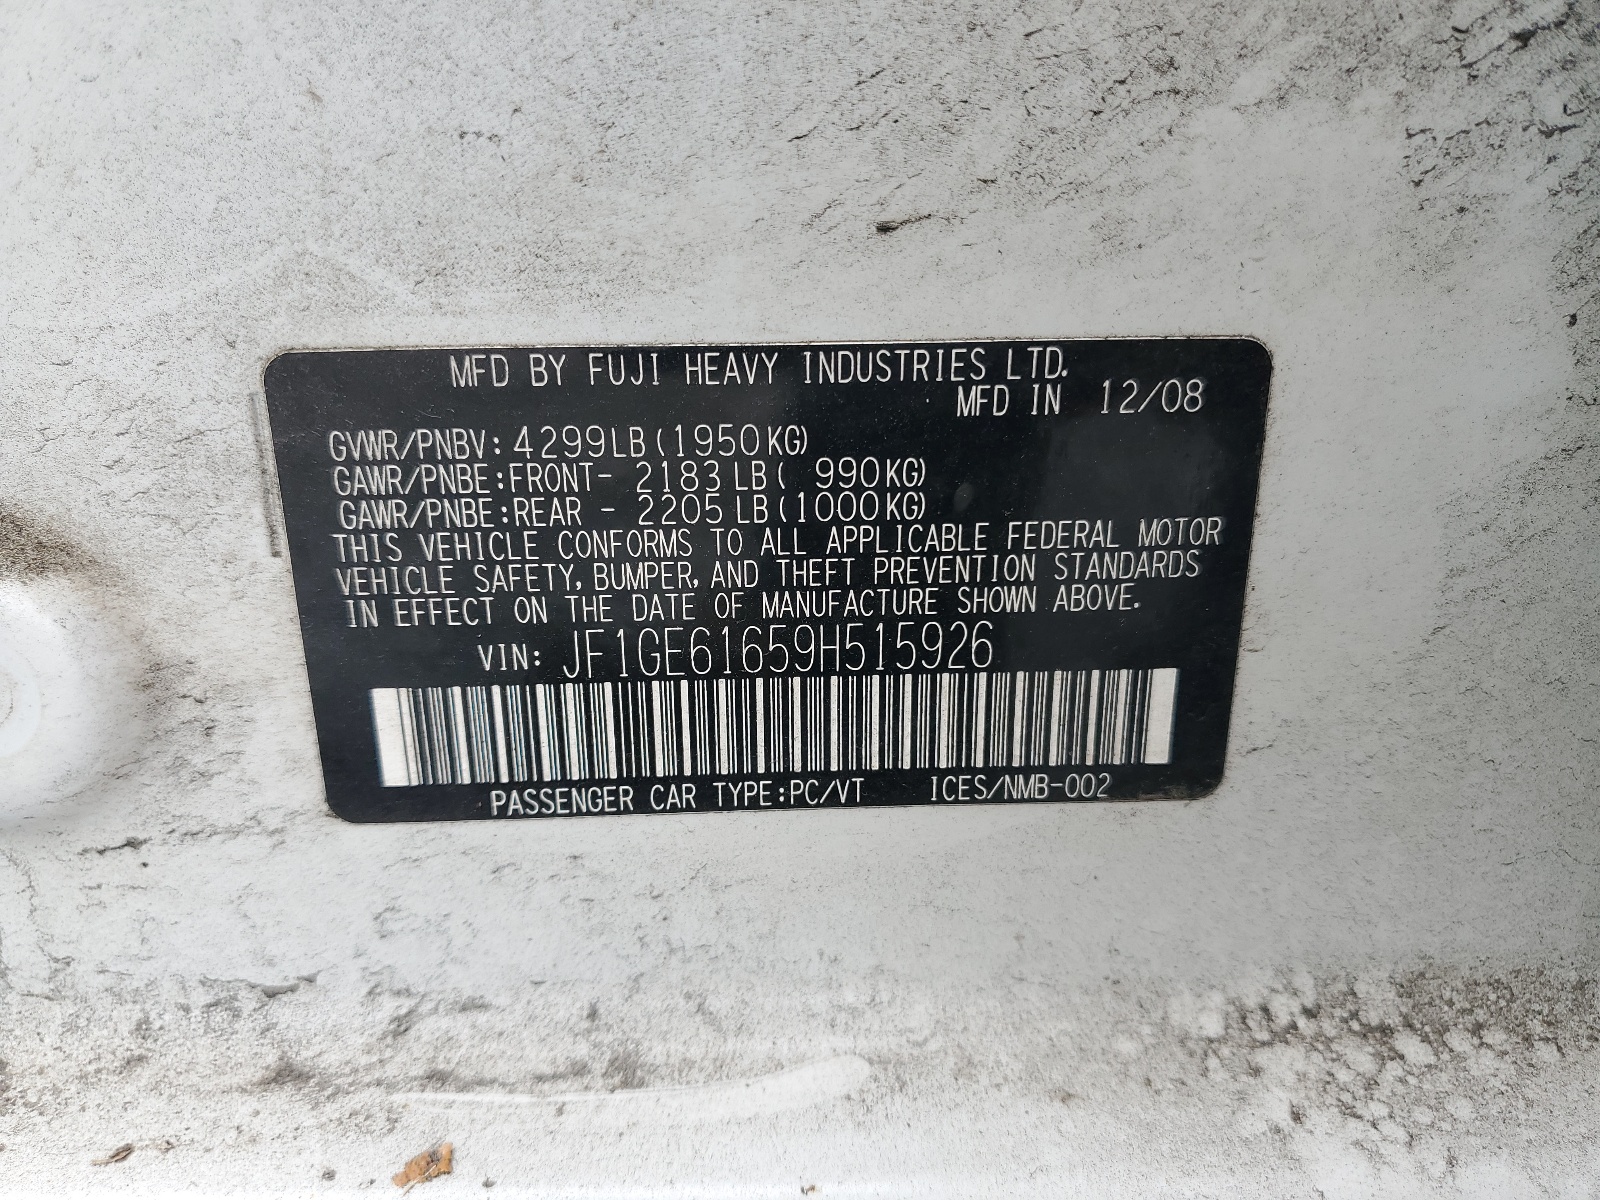 MFD BY FUJI HEAVY INDUSTRIES LTD.
MFD IN 12/08
GVWR/PNBV: 4299LB (1950KG)
GAWR/PNBE:FRONT- 2183 LB ( 990KG)
GAWR/PNBE:REAR - 2205 LB (1000KG)
THIS VEHICLE CONFORMS TO ALL APPLICABLE FEDERAL MOTOR
VEHICLE SAFETY, BUMPER, AND THEFT PREVENTION STANDARDS
IN EFFECT ON THE DATE OF MANUFACTURE SHOWN ABOVE.
VIN: JF1GE61659H515926
PASSENGER CAR TYPE:PC/VT ICES/NMB-002